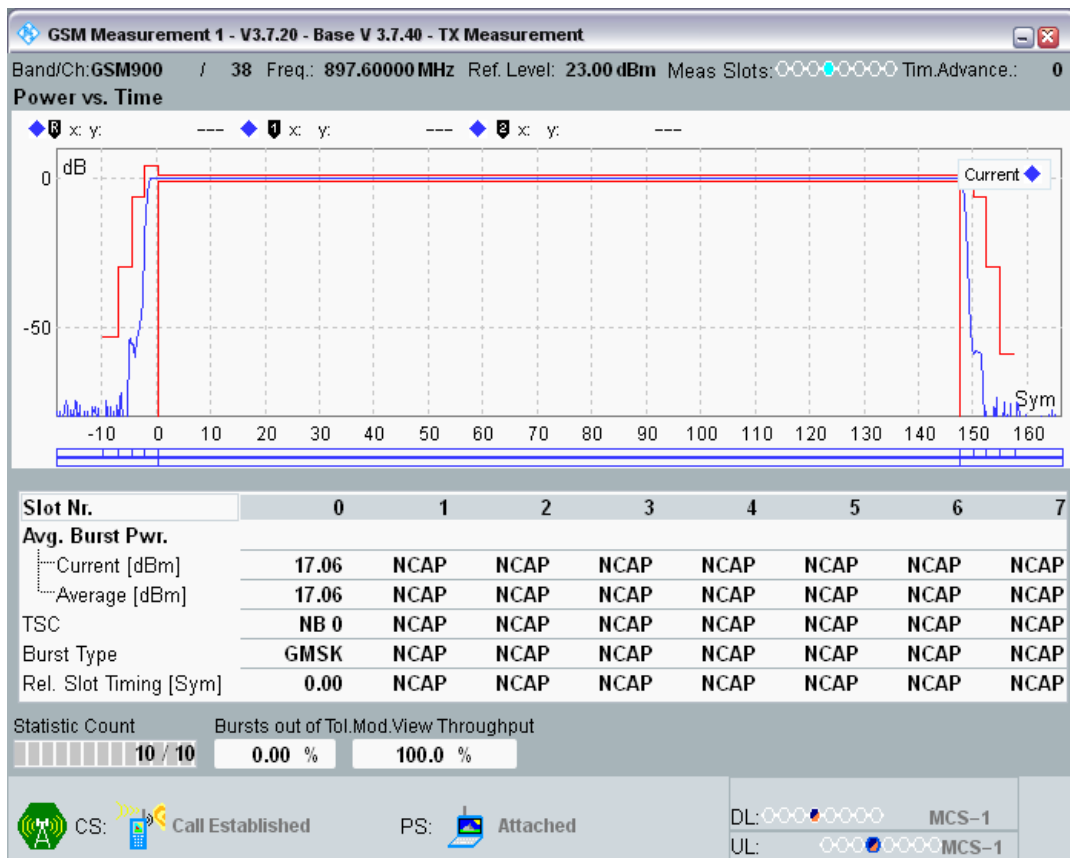 GSM Measurement 1 - V3.7.20 - Base V 3.7.40 - TX Measurement
Band/Ch:GSM900 / 38 Freq.: 897.60000 MHz Ref. Level: 23.00 dBm Meas Slots: Tim.Advance.: 0
Power vs. Time
R x: y: --- 1 x: y: --- 2 x: y: ---
dB
Current
0
-50
Sym
-10 0 10 20 30 40 50 60 70 80 90 100 110 120 130 140 150 160
Slot Nr. 0 1 2 3 4 5 6 7
Avg. Burst Pwr.
Current [dBm] 17.06 NCAP NCAP NCAP NCAP NCAP NCAP NCAP
Average [dBm] 17.06 NCAP NCAP NCAP NCAP NCAP NCAP NCAP
TSC NB 0 NCAP NCAP NCAP NCAP NCAP NCAP NCAP
Burst Type GMSK NCAP NCAP NCAP NCAP NCAP NCAP NCAP
Rel. Slot Timing [Sym] 0.00 NCAP NCAP NCAP NCAP NCAP NCAP NCAP
Statistic Count Bursts out of Tol. Mod.View Throughput
10 / 10 0.00 % 100.0 %
CS: Call Established PS: Attached
DL: MCS-1
UL: MCS-1